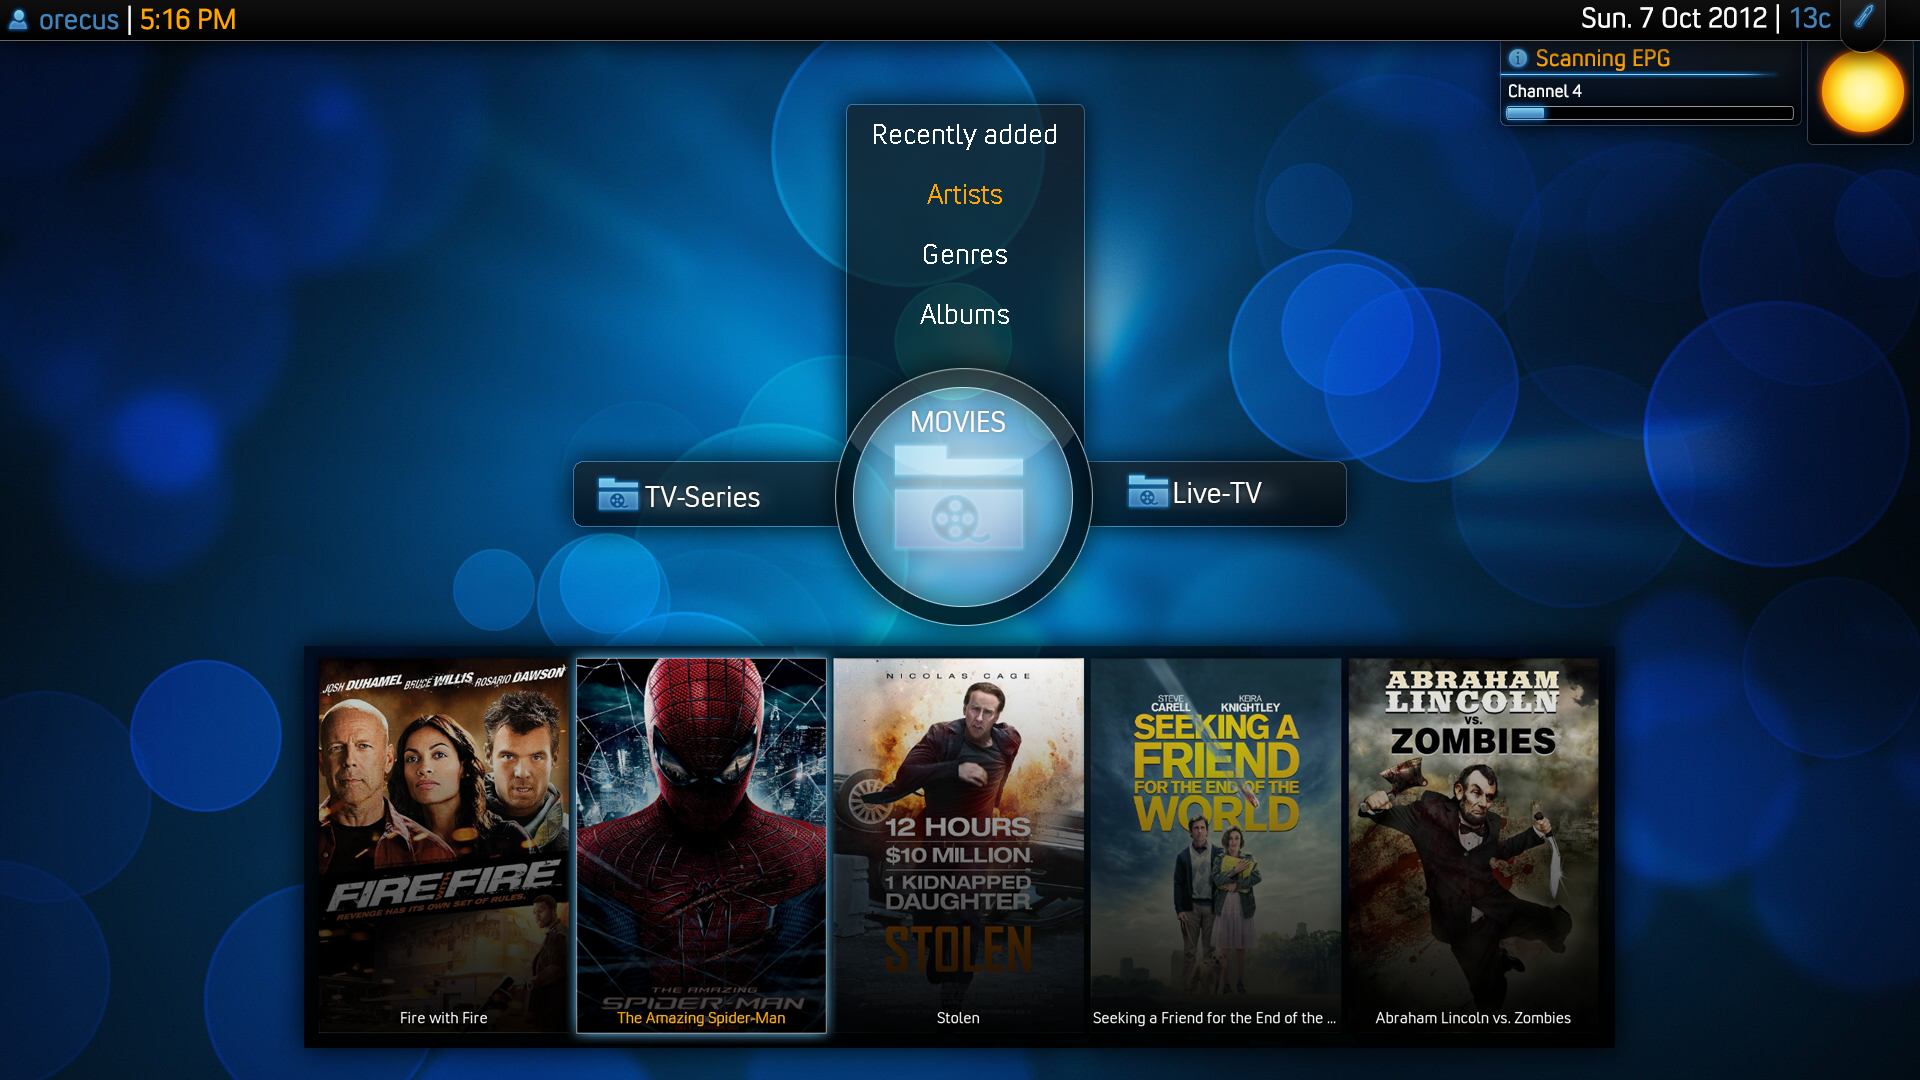 orecus | 5:16 PM
Sun. 7 Oct 2012 | 13c
Scanning EPG
Channel 4
Recently added
Artists
Genres
Albums
MOVIES
TV-Series
Live-TV
JOSH DUHAMEL BRUCE WILLIS ROSARIO DAWSON
FIRE WITH FIRE
REVENGE HAS ITS OWN SET OF RULES.
Fire with Fire
THE AMAZING
SPIDER-MAN
The Amazing Spider-Man
NICOLAS CAGE
12 HOURS
$10 MILLION
1 KIDNAPPED
DAUGHTER
STOLEN
Stolen
STEVE CARELL
KEIRA KNIGHTLEY
SEEKING A
FRIEND
FOR THE END OF THE
WORLD
Seeking a Friend for the End of the ...
ABRAHAM
LINCOLN
VS.
ZOMBIES
Abraham Lincoln vs. Zombies